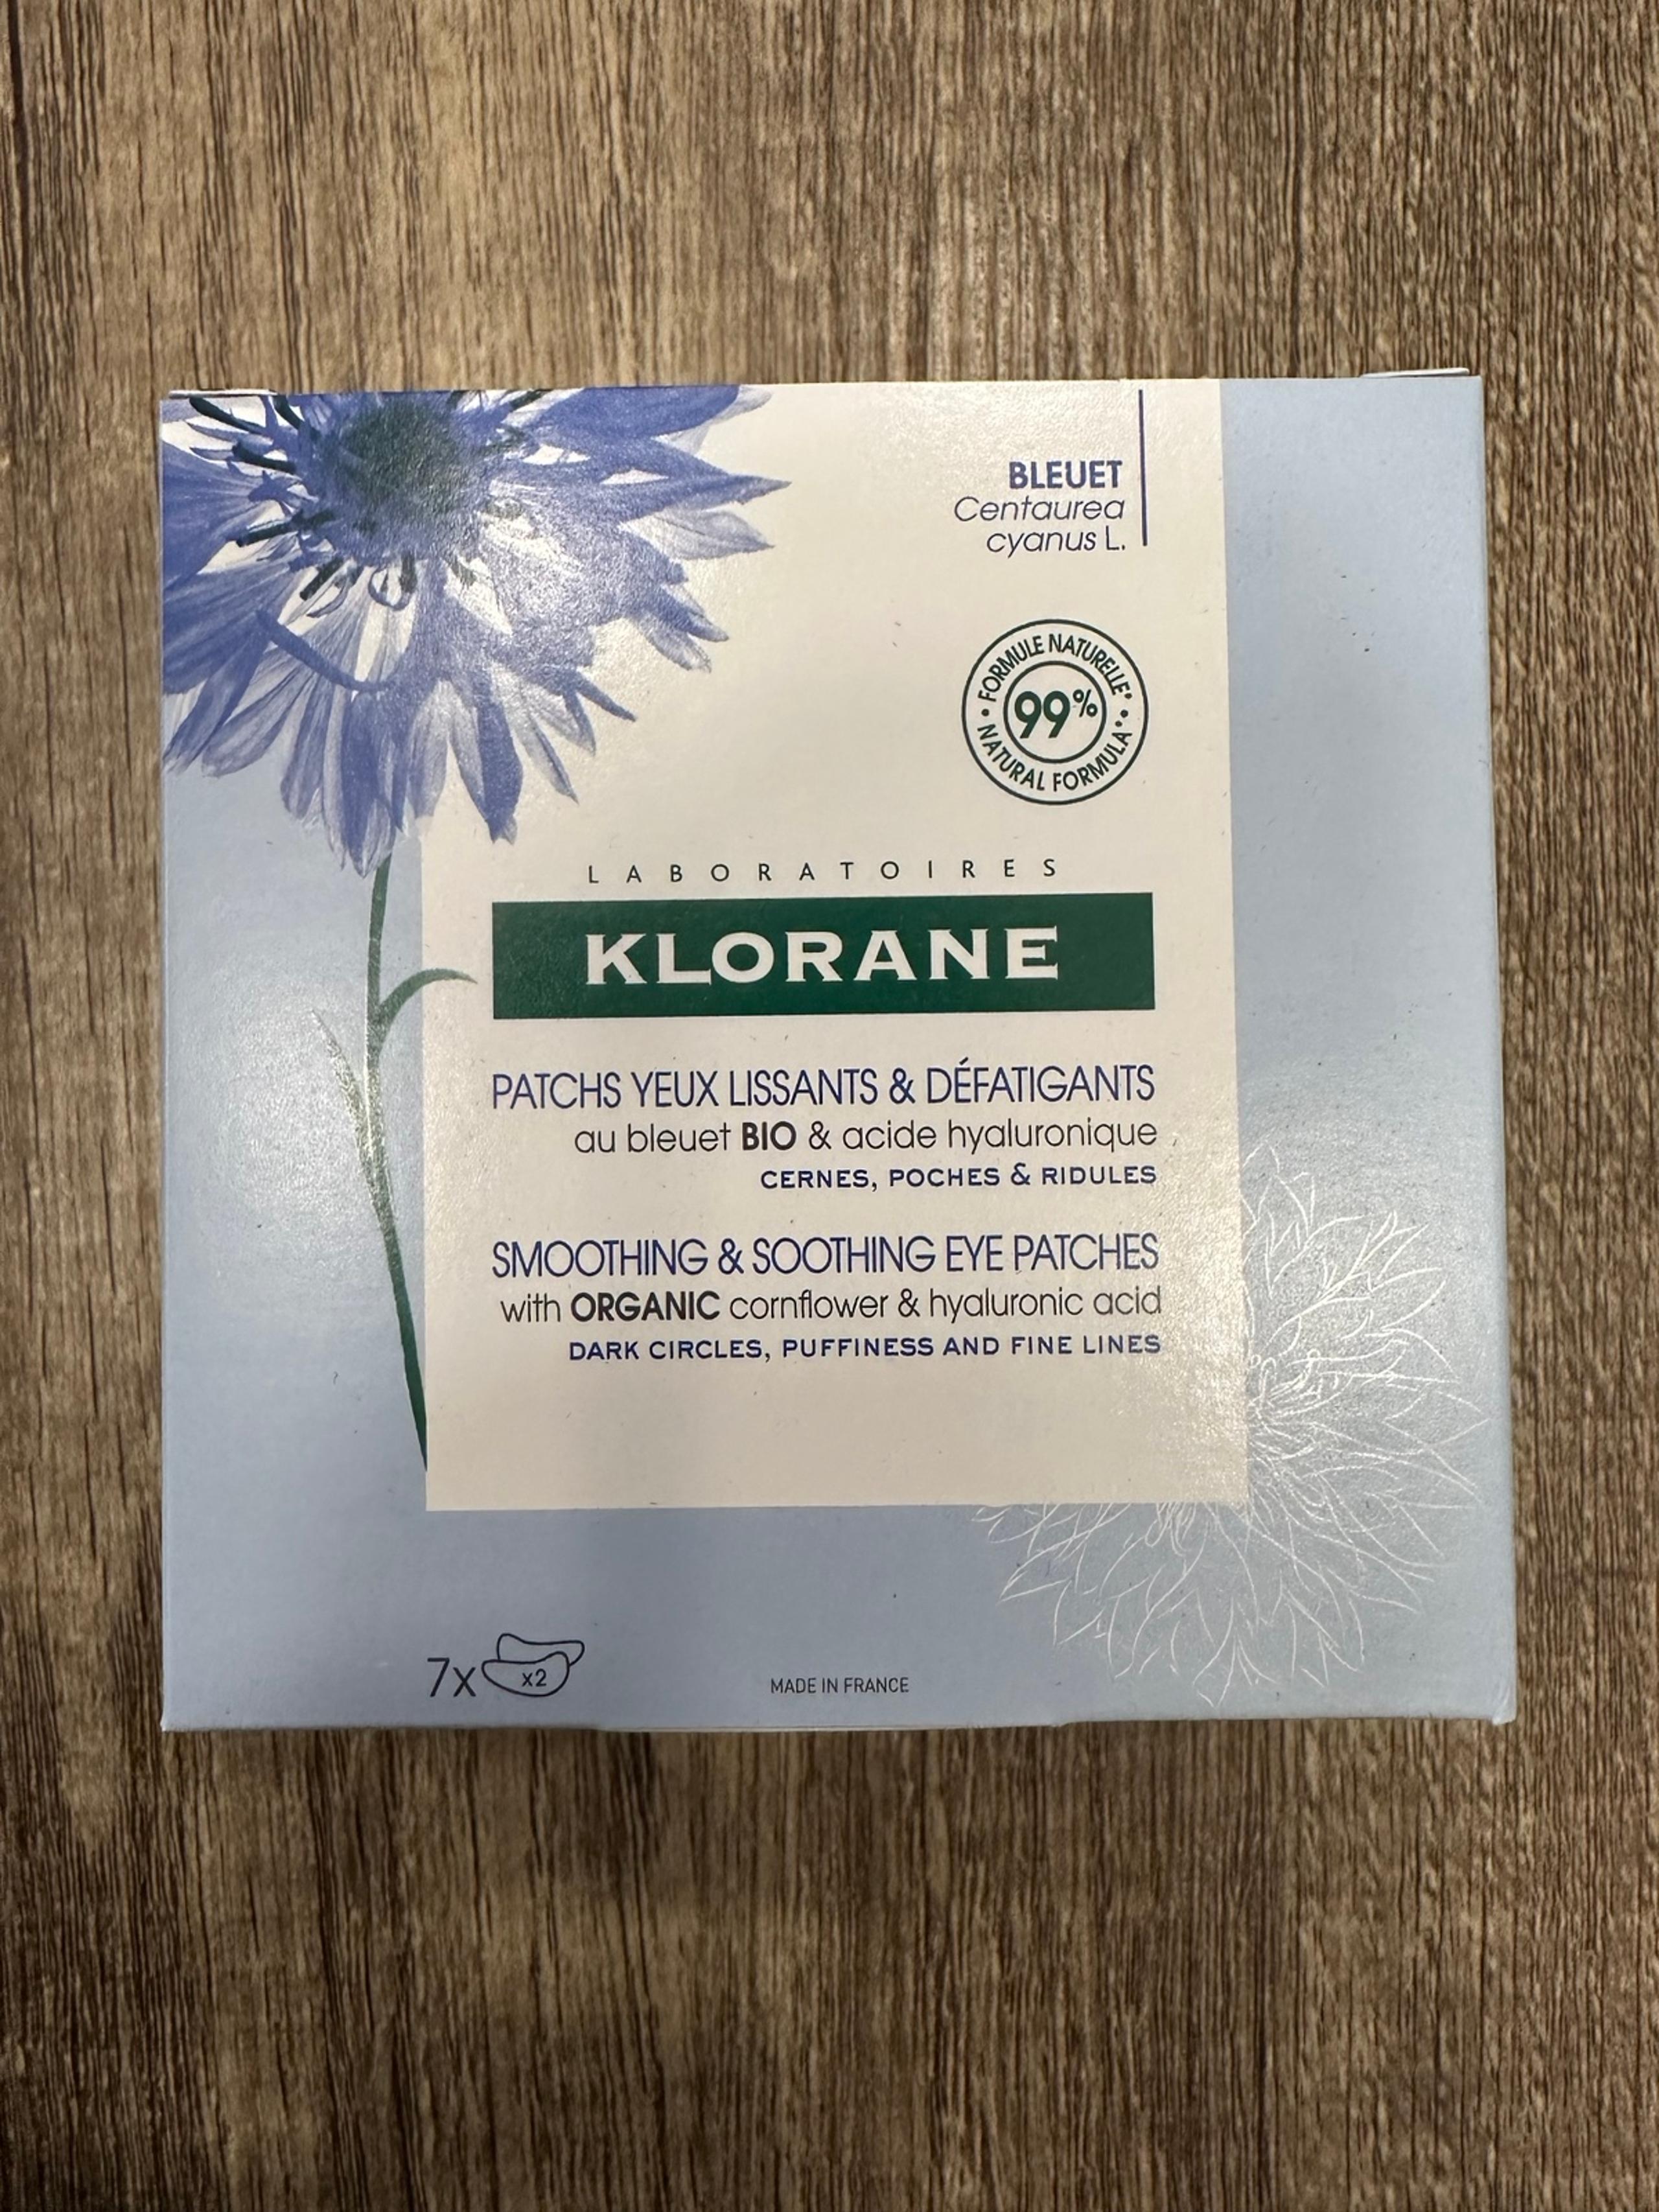 BLEUET
Centaurea
cyanus L.
• FORMULE NATURELLE* •
99%
NATURAL FORMULA*
LABORATOIRES
KLORANE
PATCHS YEUX LISSANTS & DÉFATIGANTS
au bleuet BIO & acide hyaluronique
CERNES, POCHES & RIDULES
SMOOTHING & SOOTHING EYE PATCHES
with ORGANIC cornflower & hyaluronic acid
DARK CIRCLES, PUFFINESS AND FINE LINES
7x x2
MADE IN FRANCE